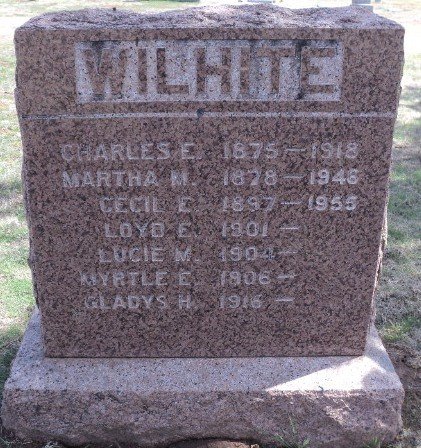 WILHITE
CHARLES E. 1875 – 1918
MARTHA M. 1878 – 1946
CECIL E. 1897 – 1955
LOYD E. 1901 –
LUCIE M. 1904 –
MYRTLE E. 1906 –
GLADYS H. 1916 –